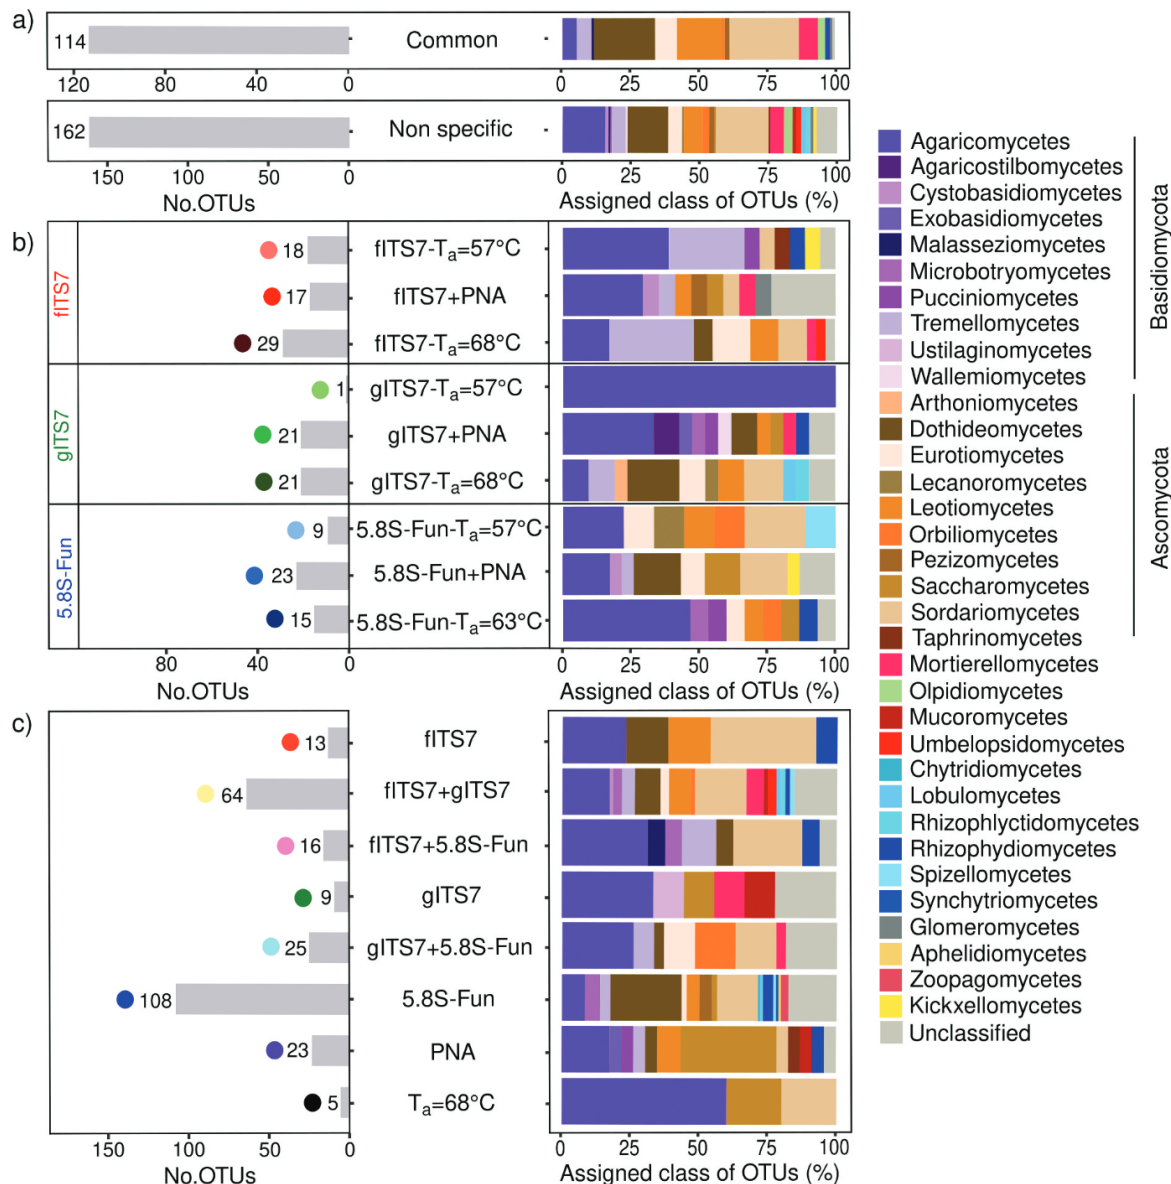 a)
114
Common
120 80 40 0
0 25 50 75 100
162
Non specific
150 100 50 0
No.OTUs
0 25 50 75 100
Assigned class of OTUs (%)
b)
fITS7
18
fITS7-Ta=57°C
17
fITS7+PNA
29
fITS7-Ta=68°C
gITS7
1
gITS7-Ta=57°C
21
gITS7+PNA
21
gITS7-Ta=68°C
5.8S-Fun
9
5.8S-Fun-Ta=57°C
23
5.8S-Fun+PNA
15
5.8S-Fun-Ta=63°C
80 40 0
No.OTUs
0 25 50 75 100
Assigned class of OTUs (%)
c)
13
fITS7
64
fITS7+gITS7
16
fITS7+5.8S-Fun
9
gITS7
25
gITS7+5.8S-Fun
108
5.8S-Fun
23
PNA
5
Ta=68°C
150 100 50 0
No.OTUs
0 25 50 75 100
Assigned class of OTUs (%)
Agaricomycetes
Agaricostilbomycetes
Cystobasidiomycetes
Exobasidiomycetes
Malasseziomycetes
Microbotryomycetes
Pucciniomycetes
Tremellomycetes
Ustilaginomycetes
Wallemiomycetes
Arthoniomycetes
Dothideomycetes
Eurotiomycetes
Lecanoromycetes
Leotiomycetes
Orbiliomycetes
Pezizomycetes
Saccharomycetes
Sordariomycetes
Taphrinomycetes
Mortierellomycetes
Olpidiomycetes
Mucoromycetes
Umbelopsidomycetes
Chytridiomycetes
Lobulomycetes
Rhizophlyctidomycetes
Rhizophydiomycetes
Spizellomycetes
Synchytriomycetes
Glomeromycetes
Aphelidiomycetes
Zoopagomycetes
Kickxellomycetes
Unclassified
Basidiomycota
Ascomycota